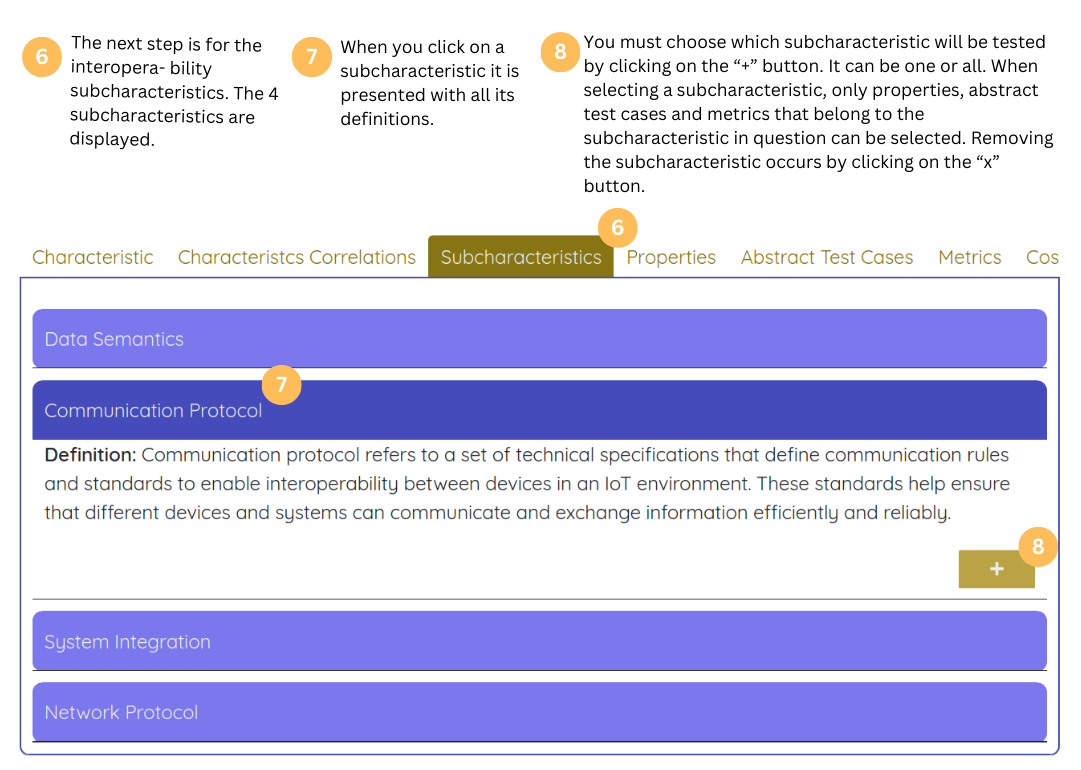 6
The next step is for the
interopera- bility
subcharacteristics. The 4
subcharacteristics are
displayed.
7
When you click on a
subcharacteristic it is
presented with all its
definitions.
8
You must choose which subcharacteristic will be tested
by clicking on the “+” button. It can be one or all. When
selecting a subcharacteristic, only properties, abstract
test cases and metrics that belong to the
subcharacteristic in question can be selected. Removing
the subcharacteristic occurs by clicking on the “x”
button.
6
Characteristic Characteristcs Correlations Subcharacteristics Properties Abstract Test Cases Metrics Cos
Data Semantics
7
Communication Protocol
Definition: Communication protocol refers to a set of technical specifications that define communication rules
and standards to enable interoperability between devices in an IoT environment. These standards help ensure
that different devices and systems can communicate and exchange information efficiently and reliably.
8
+
System Integration
Network Protocol